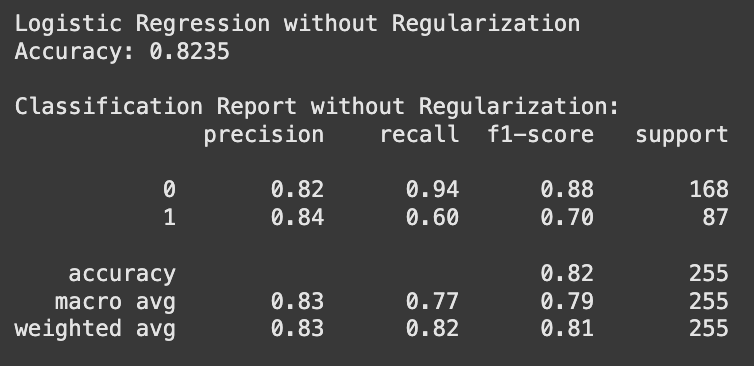 Logistic Regression without Regularization
Accuracy: 0.8235
Classification Report without Regularization:
precision recall f1-score support
0 0.82 0.94 0.88 168
1 0.84 0.60 0.70 87
accuracy 0.82 255
macro avg 0.83 0.77 0.79 255
weighted avg 0.83 0.82 0.81 255